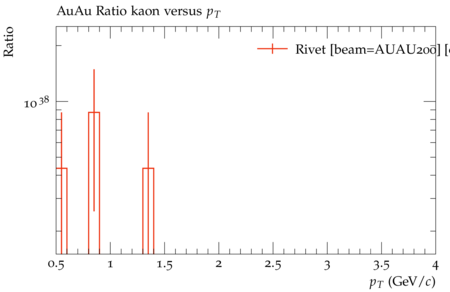 AuAu Ratio kaon versus pT
Ratio
Rivet [beam=AUAU200] [
10^38
0.5 1 1.5 2 2.5 3 3.5 4
pT (GeV/c)